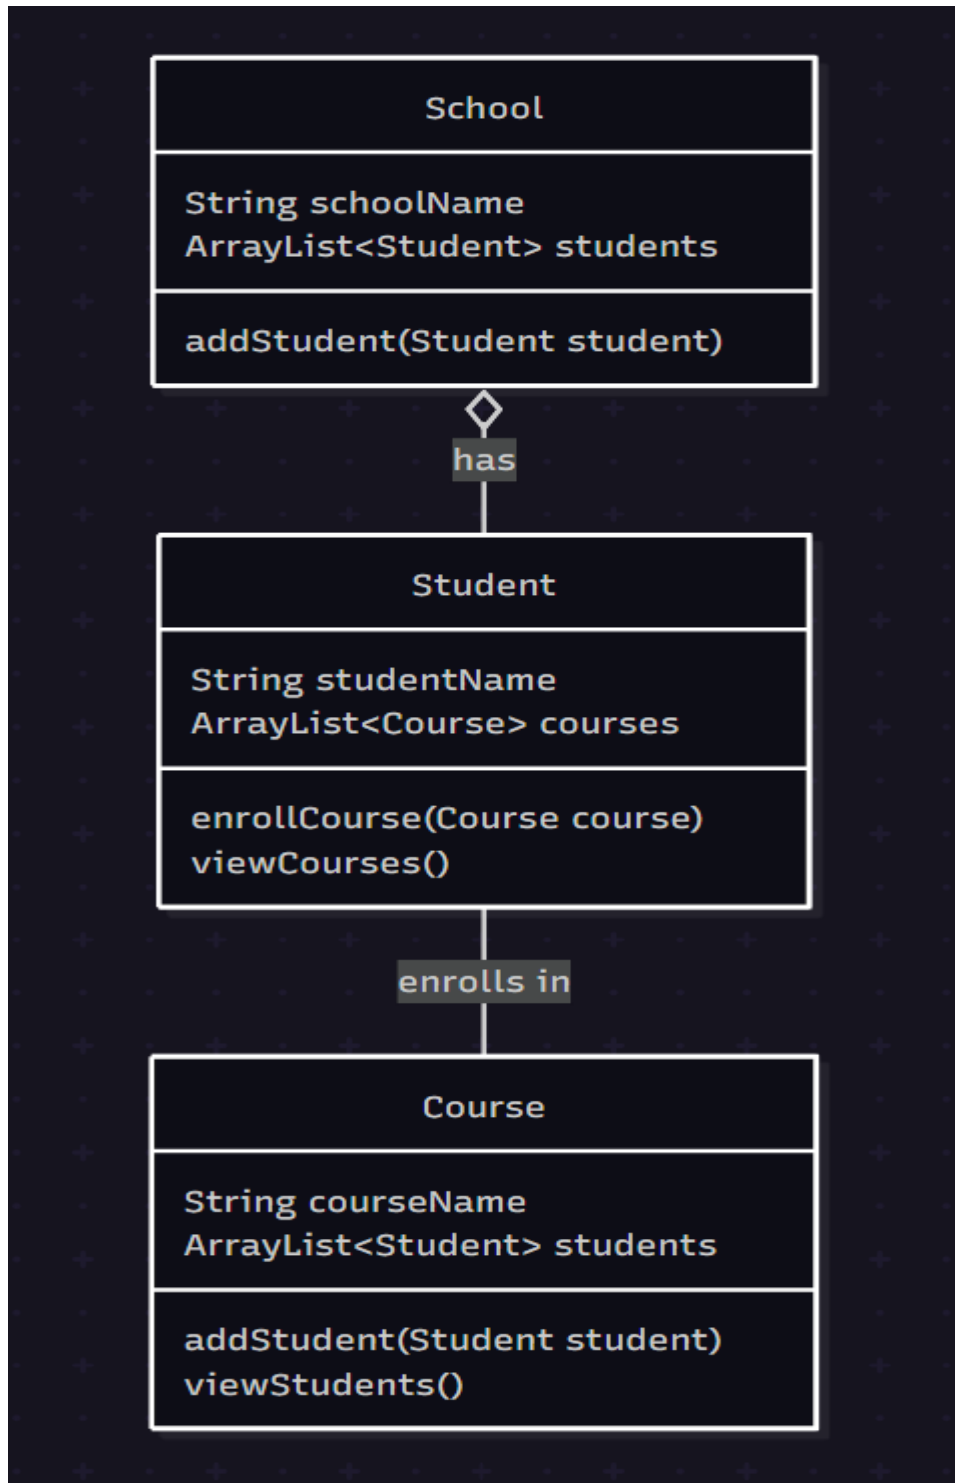 School
String schoolName
ArrayList<Student> students
addStudent(Student student)
has
Student
String studentName
ArrayList<Course> courses
enrollCourse(Course course)
viewCourses()
enrolls in
Course
String courseName
ArrayList<Student> students
addStudent(Student student)
viewStudents()